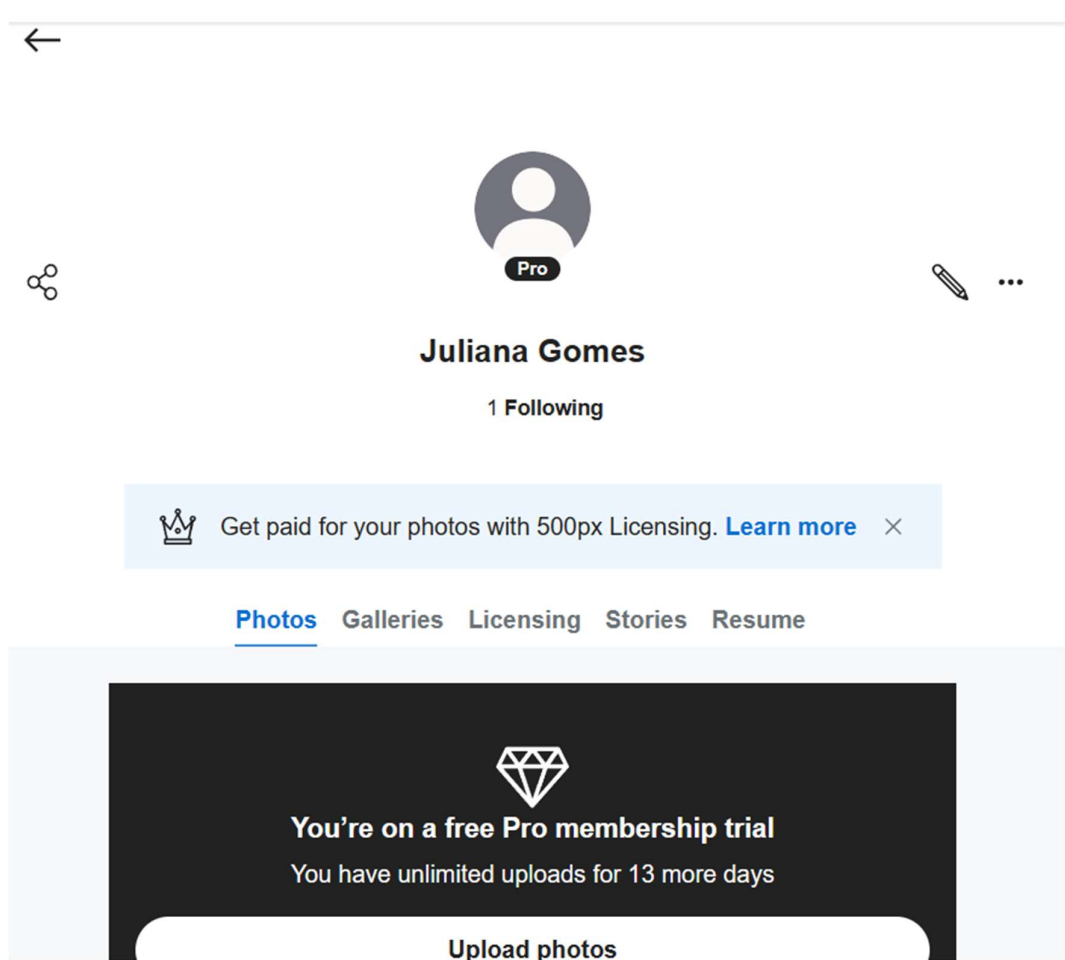 Pro
Juliana Gomes
1 Following
Get paid for your photos with 500px Licensing. Learn more
Photos Galleries Licensing Stories Resume
You’re on a free Pro membership trial
You have unlimited uploads for 13 more days
Upload photos